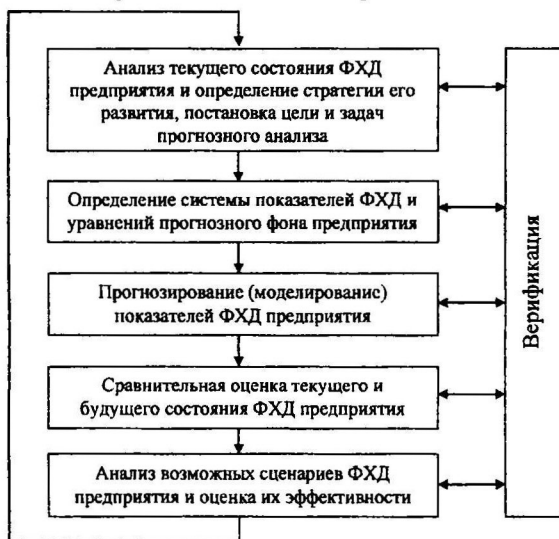 Анализ текущего состояния ФХД
предприятия и определение стратегии его
развития, постановка цели и задач
прогнозного анализа
Определение системы показателей ФХД и
уравнений прогнозного фона предприятия
Прогнозирование (моделирование)
показателей ФХД предприятия
Сравнительная оценка текущего и
будущего состояния ФХД предприятия
Анализ возможных сценариев ФХД
предприятия и оценка их эффективности
Верификация